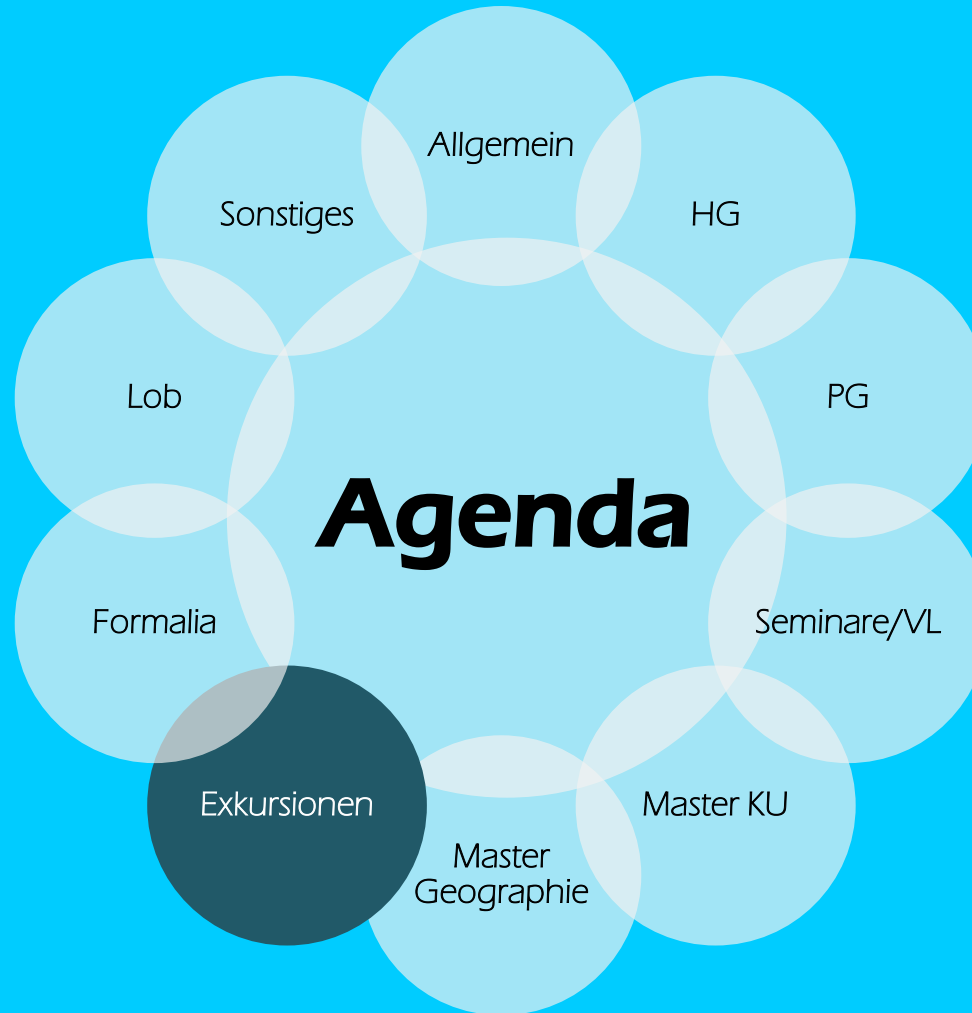 Allgemein
HG
PG
Seminare/VL
Master KU
Master
Geographie
Exkursionen
Formalia
Lob
Sonstiges
Agenda